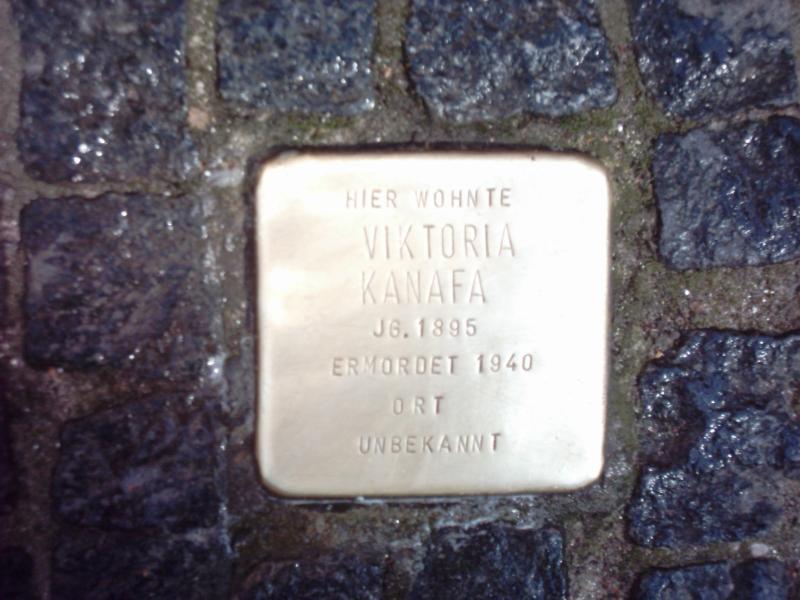 HIER WOHNTE
VIKTORIA
KANAFA
JG.1895
ERMORDET 1940
ORT
UNBEKANNT